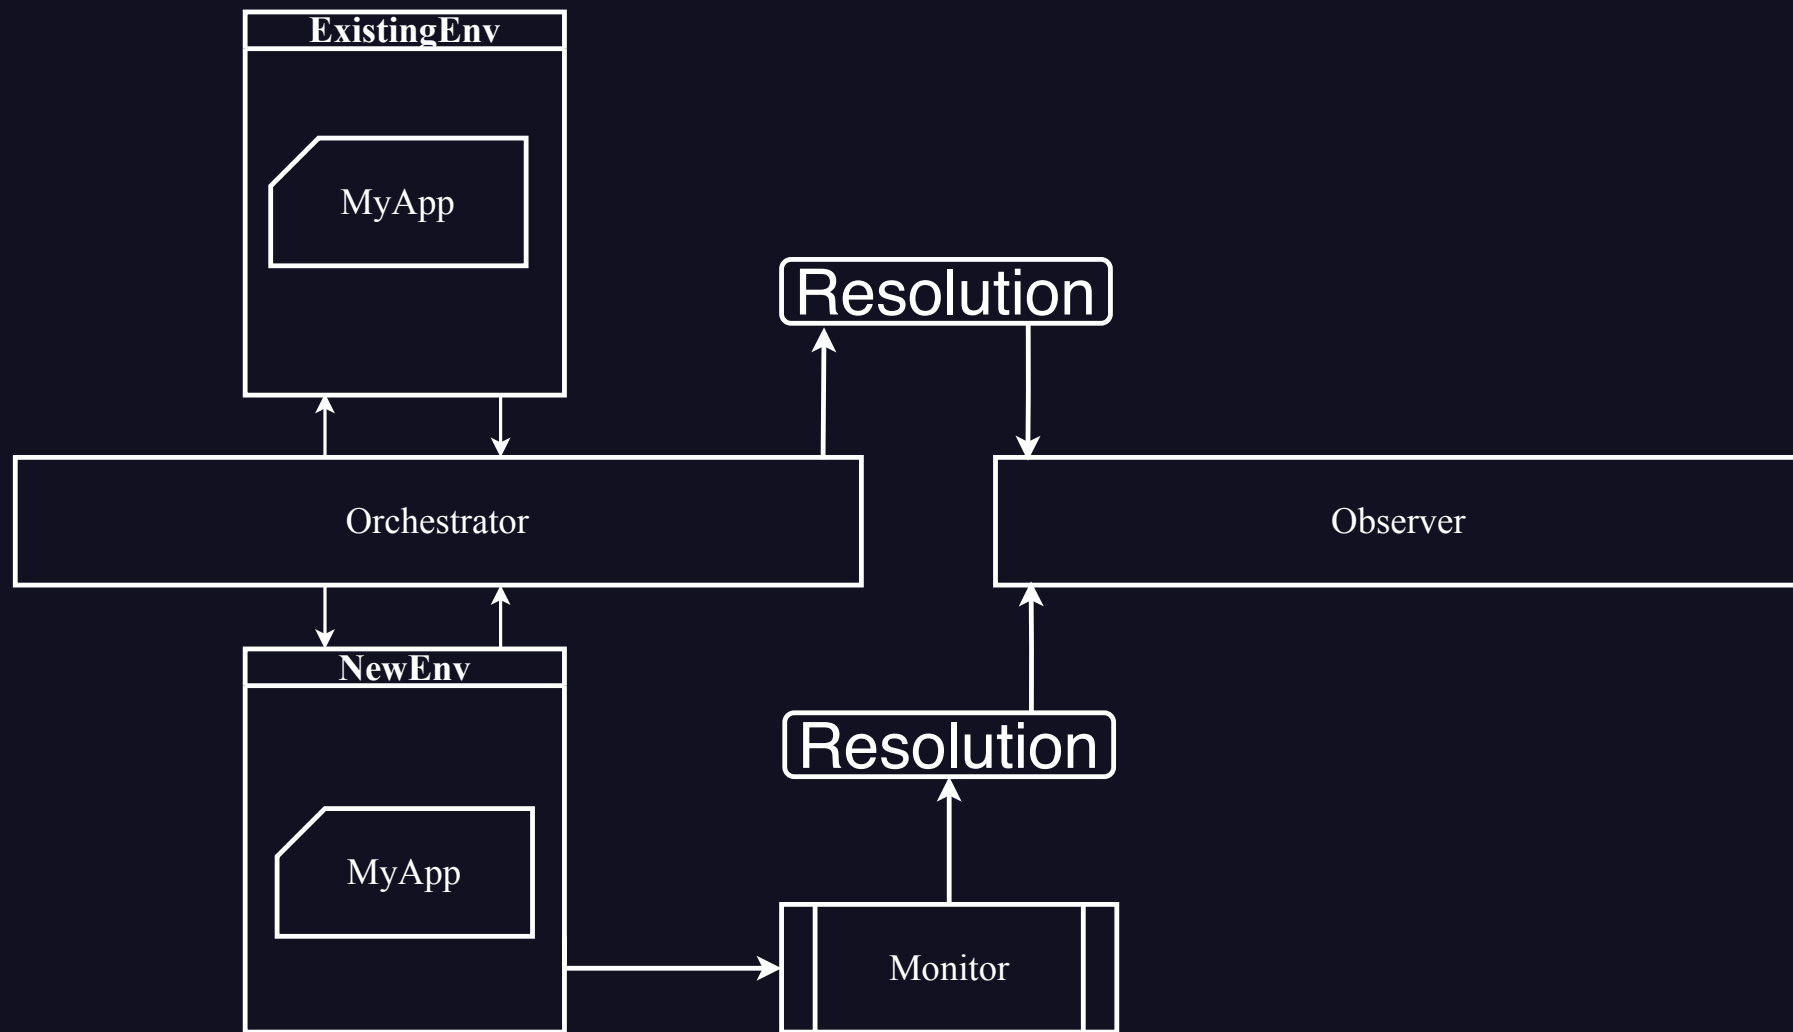 ExistingEnv
MyApp
Resolution
Orchestrator
Observer
NewEnv
Resolution
MyApp
Monitor